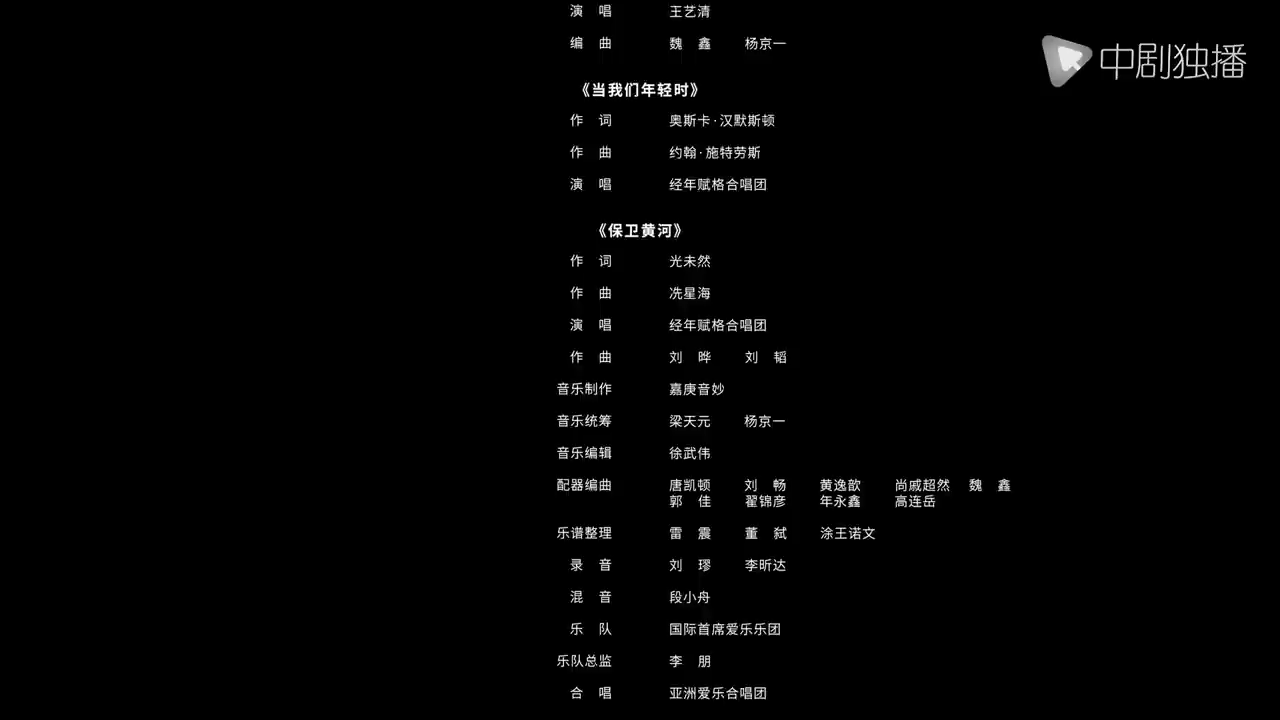 演 唱 王艺清
编 曲 魏 鑫 杨京一
中剧独播
《当我们年轻时》
作 词 奥斯卡·汉默斯顿
作 曲 约翰·施特劳斯
演 唱 经年赋格合唱团
《保卫黄河》
作 词 光未然
作 曲 冼星海
演 唱 经年赋格合唱团
作 曲 刘 晔 刘 韬
音乐制作 嘉庚音妙
音乐统筹 梁天元 杨京一
音乐编辑 徐武伟
配器编曲 唐凯顿 刘 畅 黄逸歆 尚戚超然 魏 鑫
郭 佳 翟锦彦 年永鑫 高连岳
乐谱整理 雷 震 董 弑 涂王诺文
录 音 刘 璆 李昕达
混 音 段小舟
乐 队 国际首席爱乐乐团
乐队总监 李 朋
合 唱 亚洲爱乐合唱团